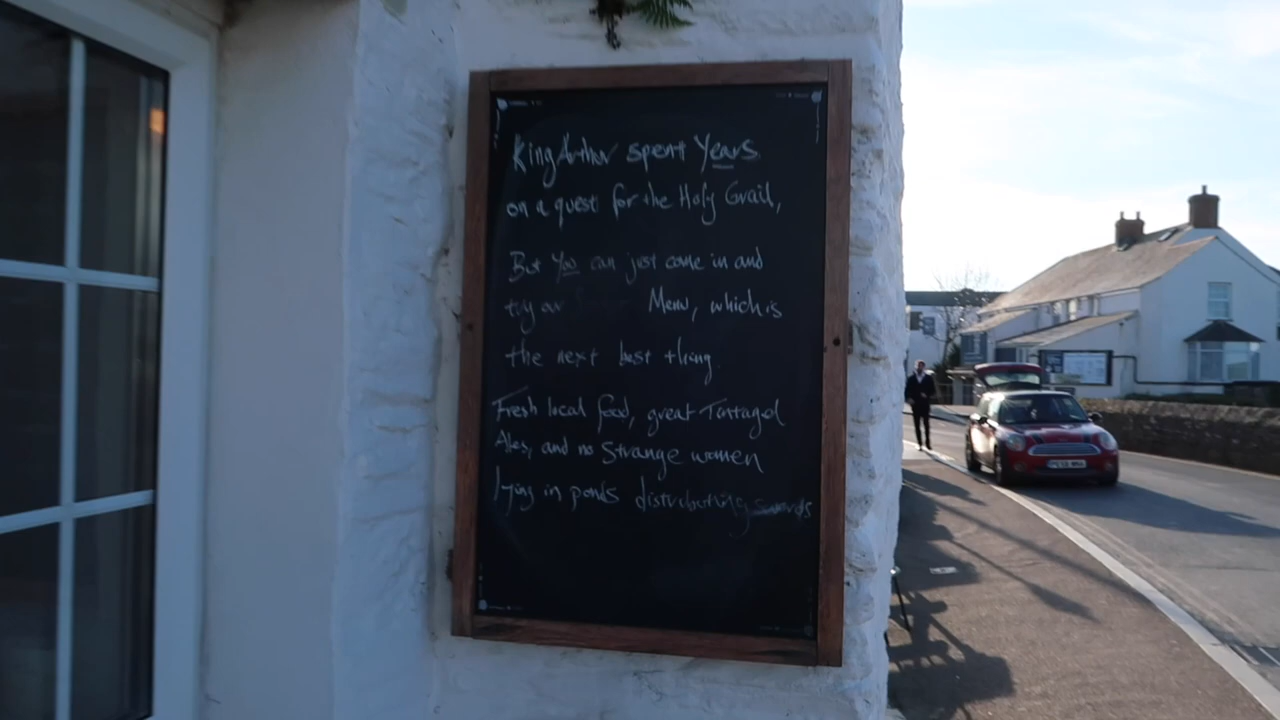 King Arthur spent Years
on a quest for the Holy Grail,
But You can just come in and
try our Menu, which is
the next best thing.
Fresh local food, great Tintagel
Ales, and no Strange women
lying in ponds distributing swords